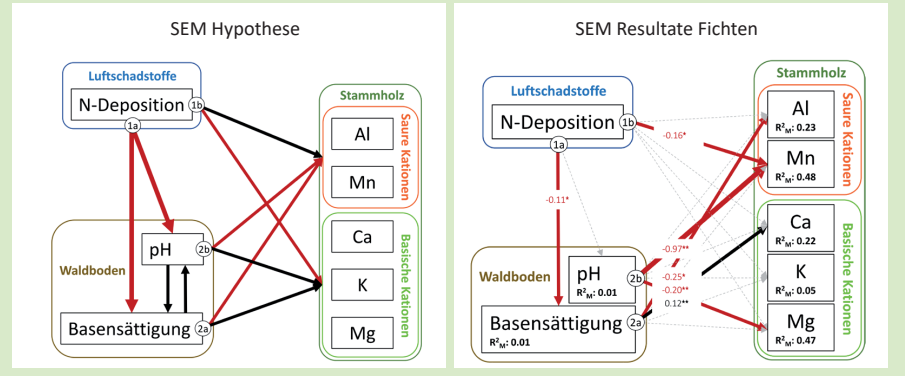 SEM Hypothese
Luftschadstoffe
N-Deposition
1b
1a
Stammholz
Al
Mn
Saure Kationen
Ca
K
Mg
Basische Kationen
Waldboden
pH
2b
Basensättigung
2a
SEM Resultate Fichten
Luftschadstoffe
N-Deposition
1b
1a
-0.16*
-0.11*
Stammholz
Al
R²M: 0.23
Mn
R²M: 0.48
Saure Kationen
Ca
R²M: 0.22
K
R²M: 0.05
Mg
R²M: 0.47
Basische Kationen
-0.97**
-0.25*
-0.20**
0.12**
Waldboden
pH
R²M: 0.01
2b
Basensättigung
R²M: 0.01
2a